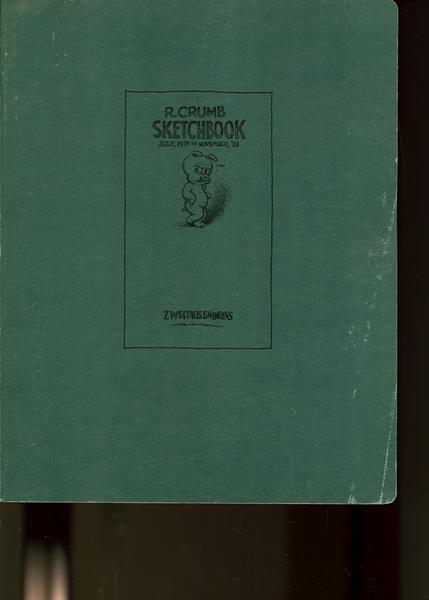 R. CRUMB
SKETCHBOOK
JULY, 1978 TO NOVEMBER, '83
ZWEITAUSENDEINS